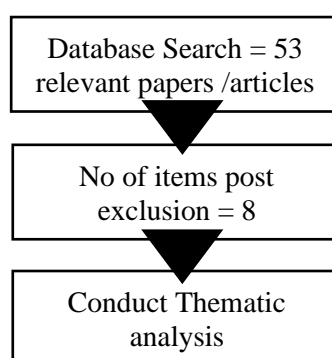 Database Search = 53
relevant papers /articles
No of items post
exclusion = 8
Conduct Thematic
analysis